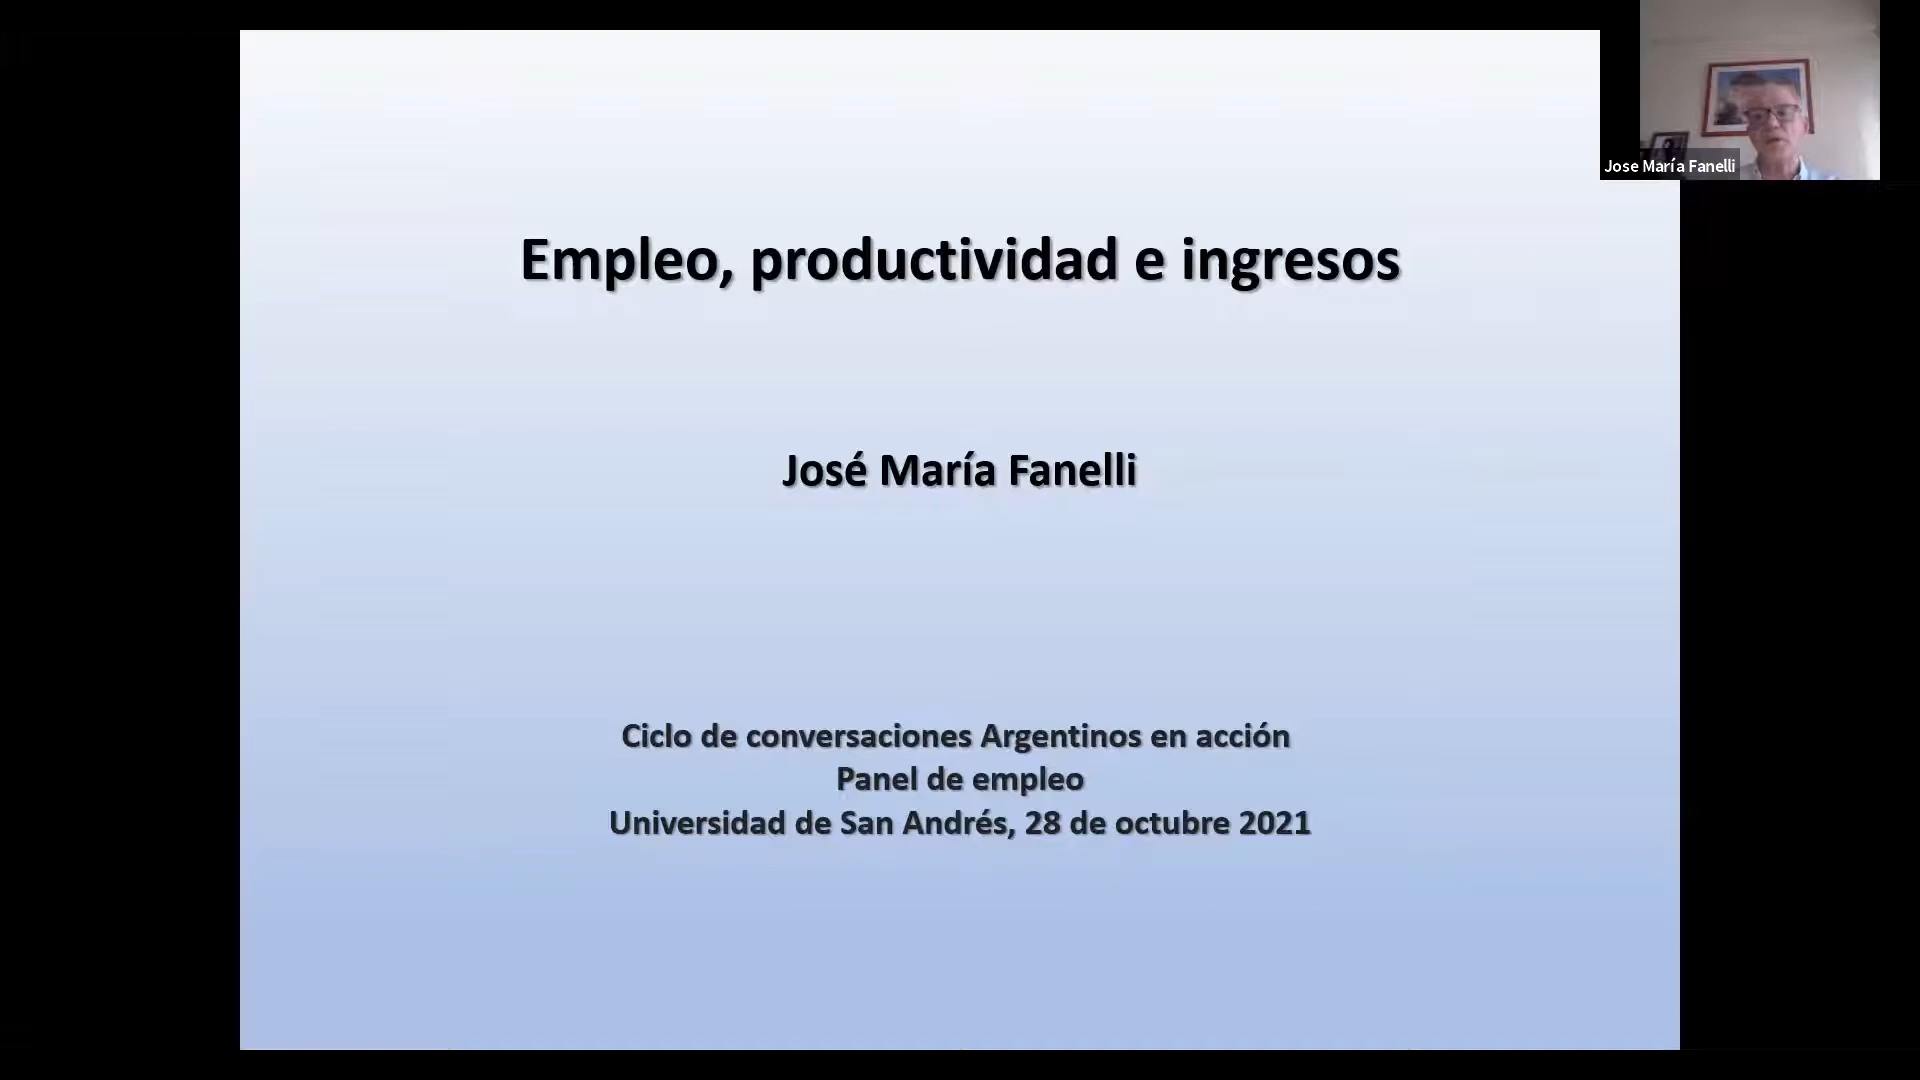 Jose María Fanelli
Empleo, productividad e ingresos
José María Fanelli
Ciclo de conversaciones Argentinos en acción
Panel de empleo
Universidad de San Andrés, 28 de octubre 2021